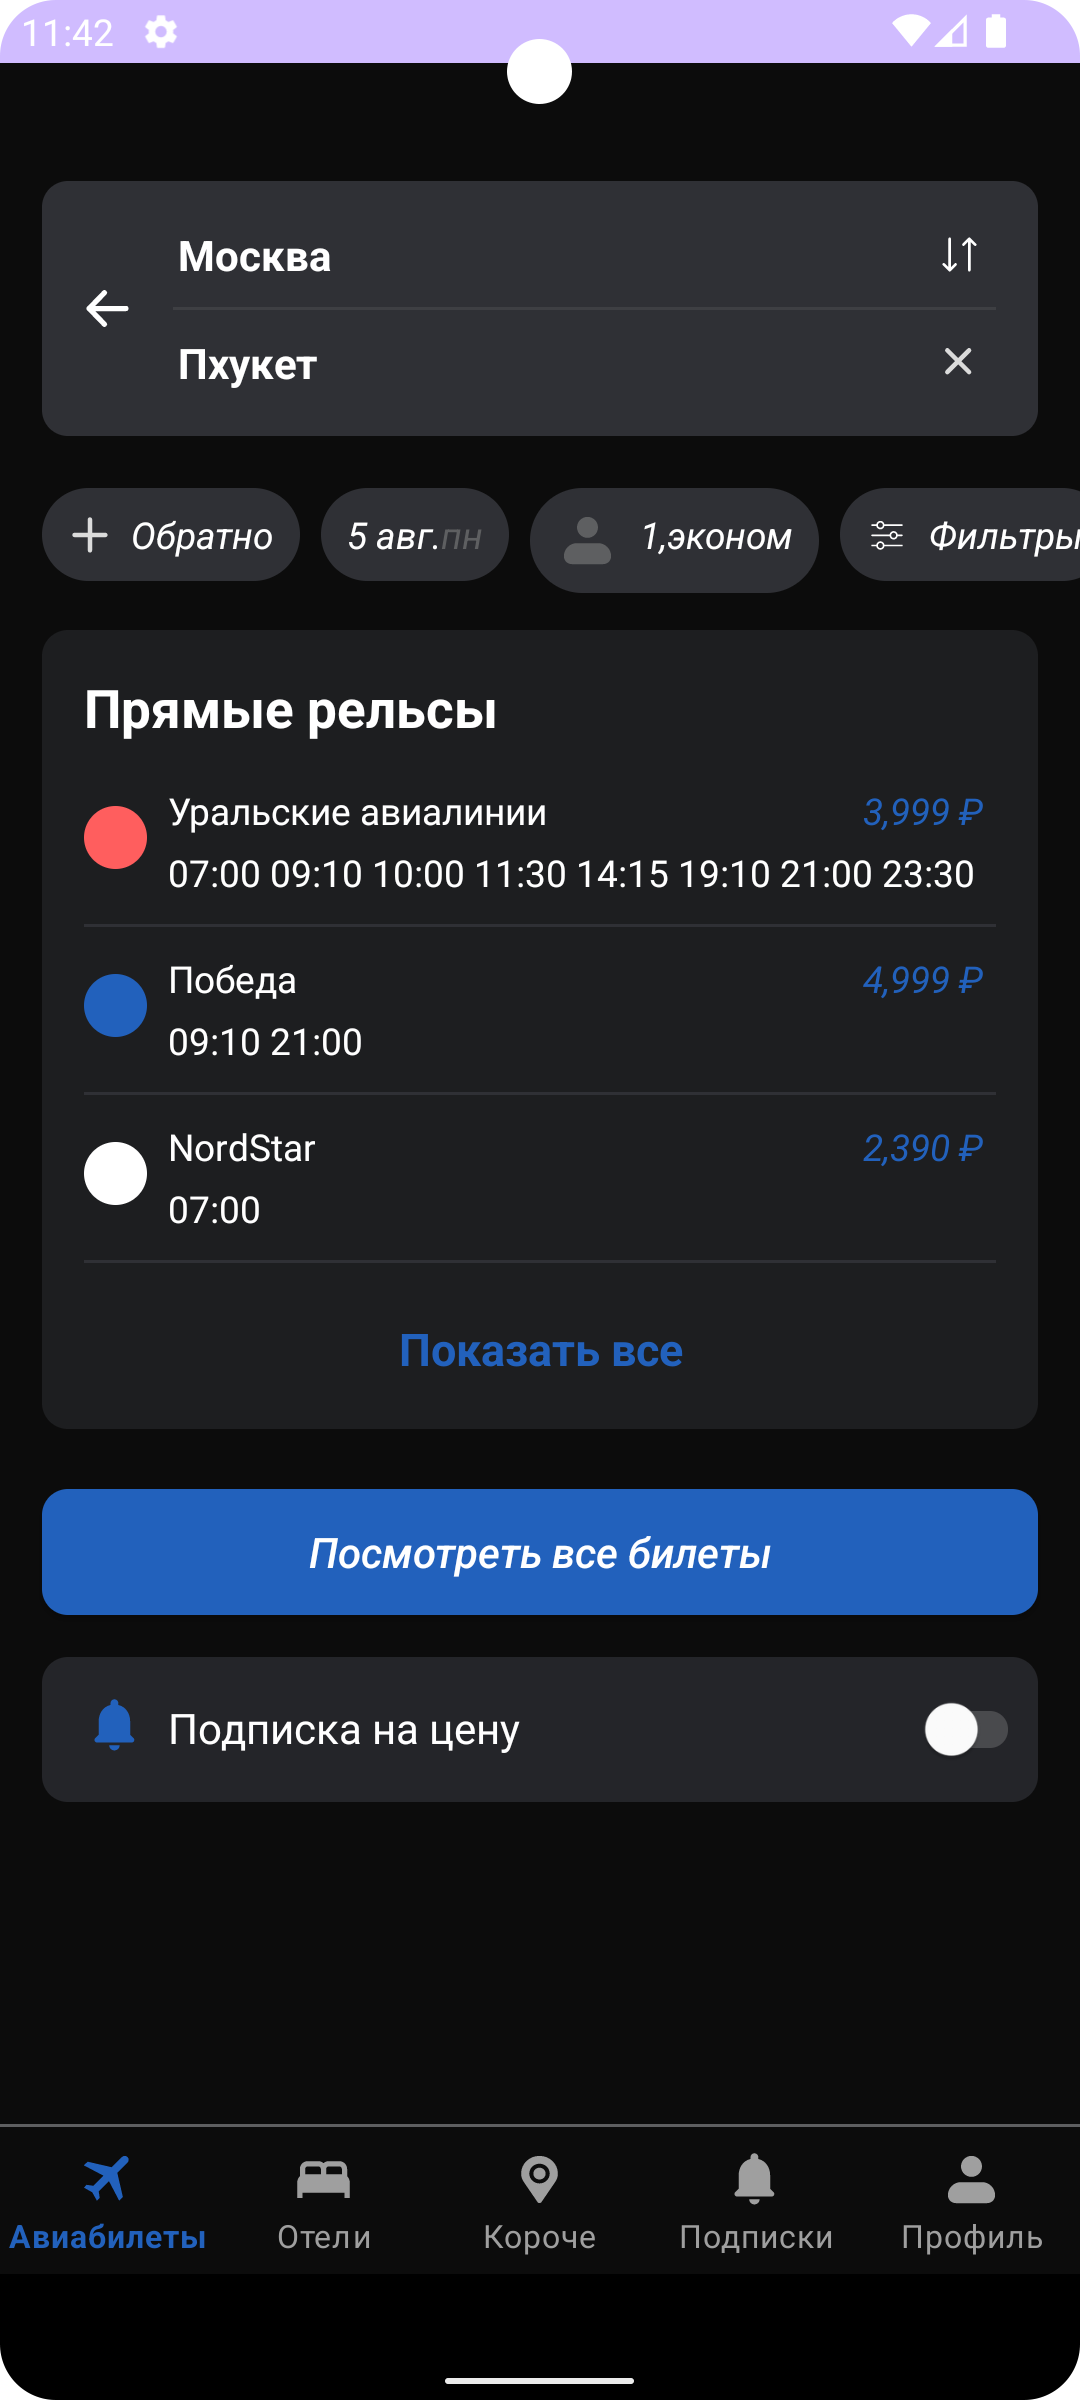 11:42
Москва
Пхукет
Обратно 5 авг.пн 1,эконом Фильтры
Прямые рельсы
Уральские авиалинии 3,999 ₽
07:00 09:10 10:00 11:30 14:15 19:10 21:00 23:30
Победа 4,999 ₽
09:10 21:00
NordStar 2,390 ₽
07:00
Показать все
Посмотреть все билеты
Подписка на цену
Авиабилеты Отели Короче Подписки Профиль